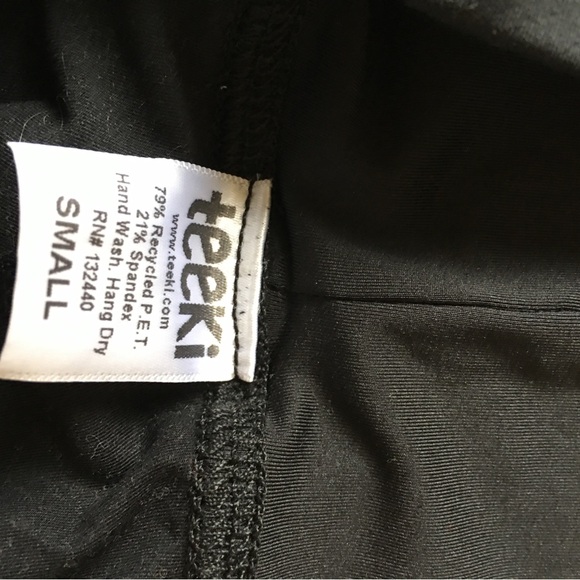 teeki
www.teeki.com
79% Recycled P.E.T.
21% Spandex
Hand Wash. Hang Dry
RN# 132440
SMALL